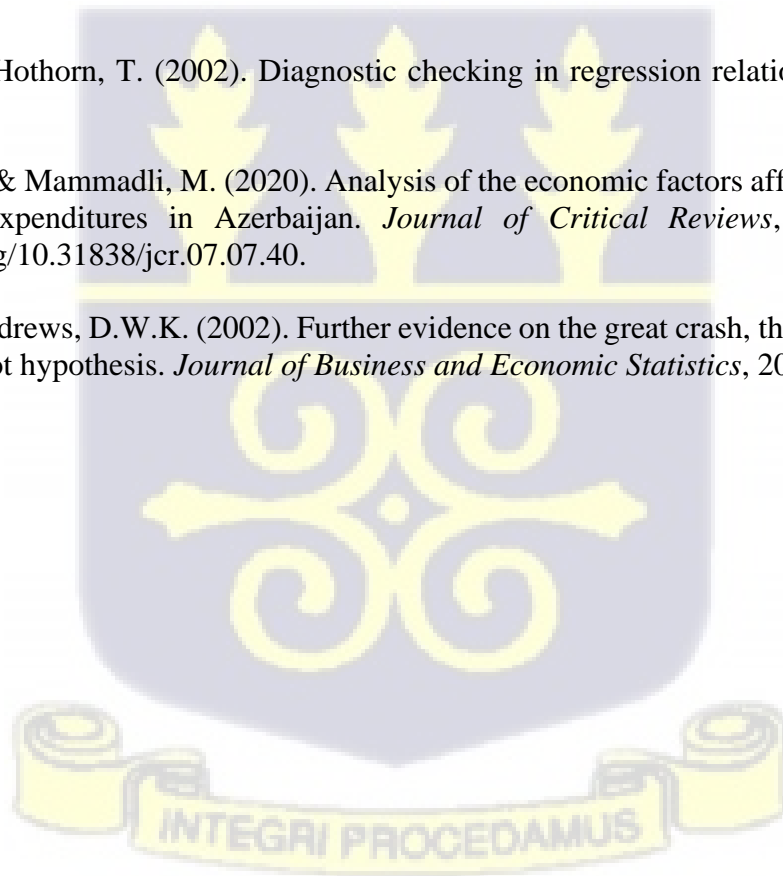 Hothorn, T. (2002). Diagnostic checking in regression relatio
& Mammadli, M. (2020). Analysis of the economic factors aff
xpenditures in Azerbaijan. Journal of Critical Reviews,
g/10.31838/jcr.07.07.40.
drews, D.W.K. (2002). Further evidence on the great crash, th
ot hypothesis. Journal of Business and Economic Statistics, 20
INTEGRI PROCEDAMUS